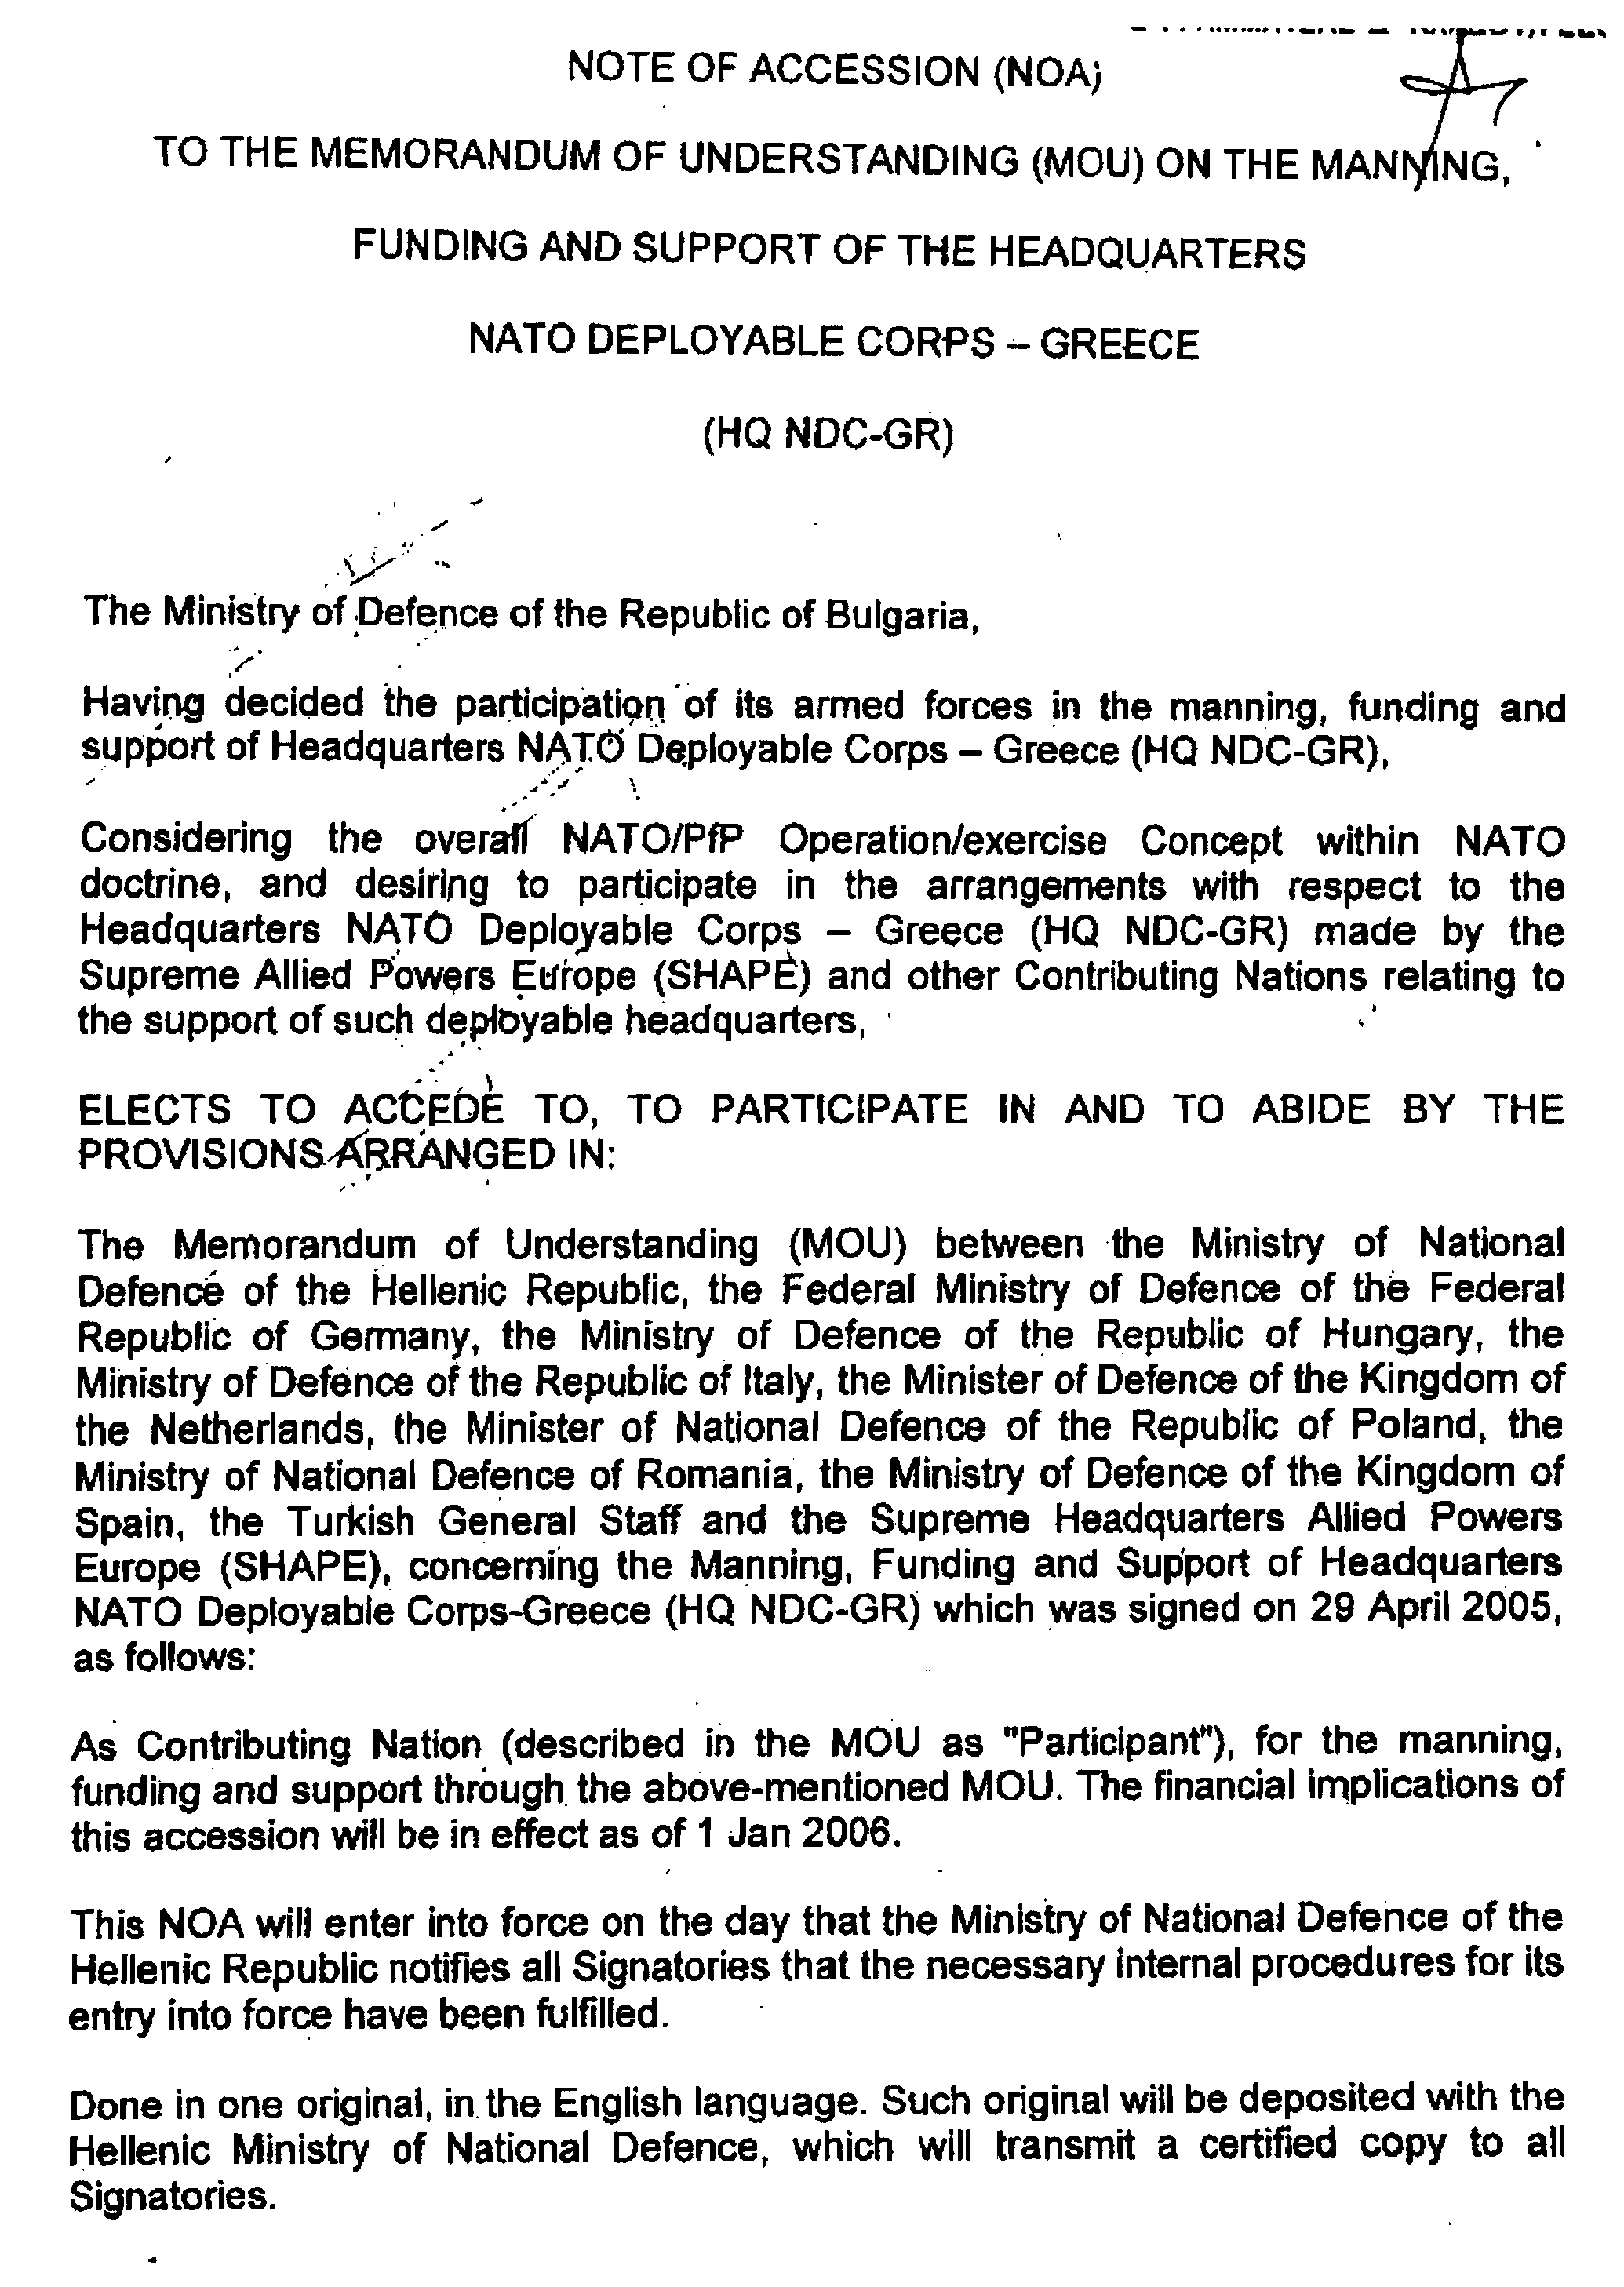 NOTE OF ACCESSION (NOA)
TO THE MEMORANDUM OF UNDERSTANDING (MOU) ON THE MANNING,
FUNDING AND SUPPORT OF THE HEADQUARTERS
NATO DEPLOYABLE CORPS – GREECE
(HQ NDC-GR)
The Ministry of Defence of the Republic of Bulgaria,
Having decided the participation of its armed forces in the manning, funding and
support of Headquarters NATO Deployable Corps – Greece (HQ NDC-GR),
Considering the overall NATO/PfP Operation/exercise Concept within NATO
doctrine, and desiring to participate in the arrangements with respect to the
Headquarters NATO Deployable Corps – Greece (HQ NDC-GR) made by the
Supreme Allied Powers Europe (SHAPE) and other Contributing Nations relating to
the support of such deployable headquarters,
ELECTS TO ACCEDE TO, TO PARTICIPATE IN AND TO ABIDE BY THE
PROVISIONS ARRANGED IN:
The Memorandum of Understanding (MOU) between the Ministry of National
Defence of the Hellenic Republic, the Federal Ministry of Defence of the Federal
Republic of Germany, the Ministry of Defence of the Republic of Hungary, the
Ministry of Defence of the Republic of Italy, the Minister of Defence of the Kingdom of
the Netherlands, the Minister of National Defence of the Republic of Poland, the
Ministry of National Defence of Romania, the Ministry of Defence of the Kingdom of
Spain, the Turkish General Staff and the Supreme Headquarters Allied Powers
Europe (SHAPE), concerning the Manning, Funding and Support of Headquarters
NATO Deployable Corps-Greece (HQ NDC-GR) which was signed on 29 April 2005,
as follows:
As Contributing Nation (described in the MOU as "Participant"), for the manning,
funding and support through the above-mentioned MOU. The financial implications of
this accession will be in effect as of 1 Jan 2006.
This NOA will enter into force on the day that the Ministry of National Defence of the
Hellenic Republic notifies all Signatories that the necessary internal procedures for its
entry into force have been fulfilled.
Done in one original, in the English language. Such original will be deposited with the
Hellenic Ministry of National Defence, which will transmit a certified copy to all
Signatories.